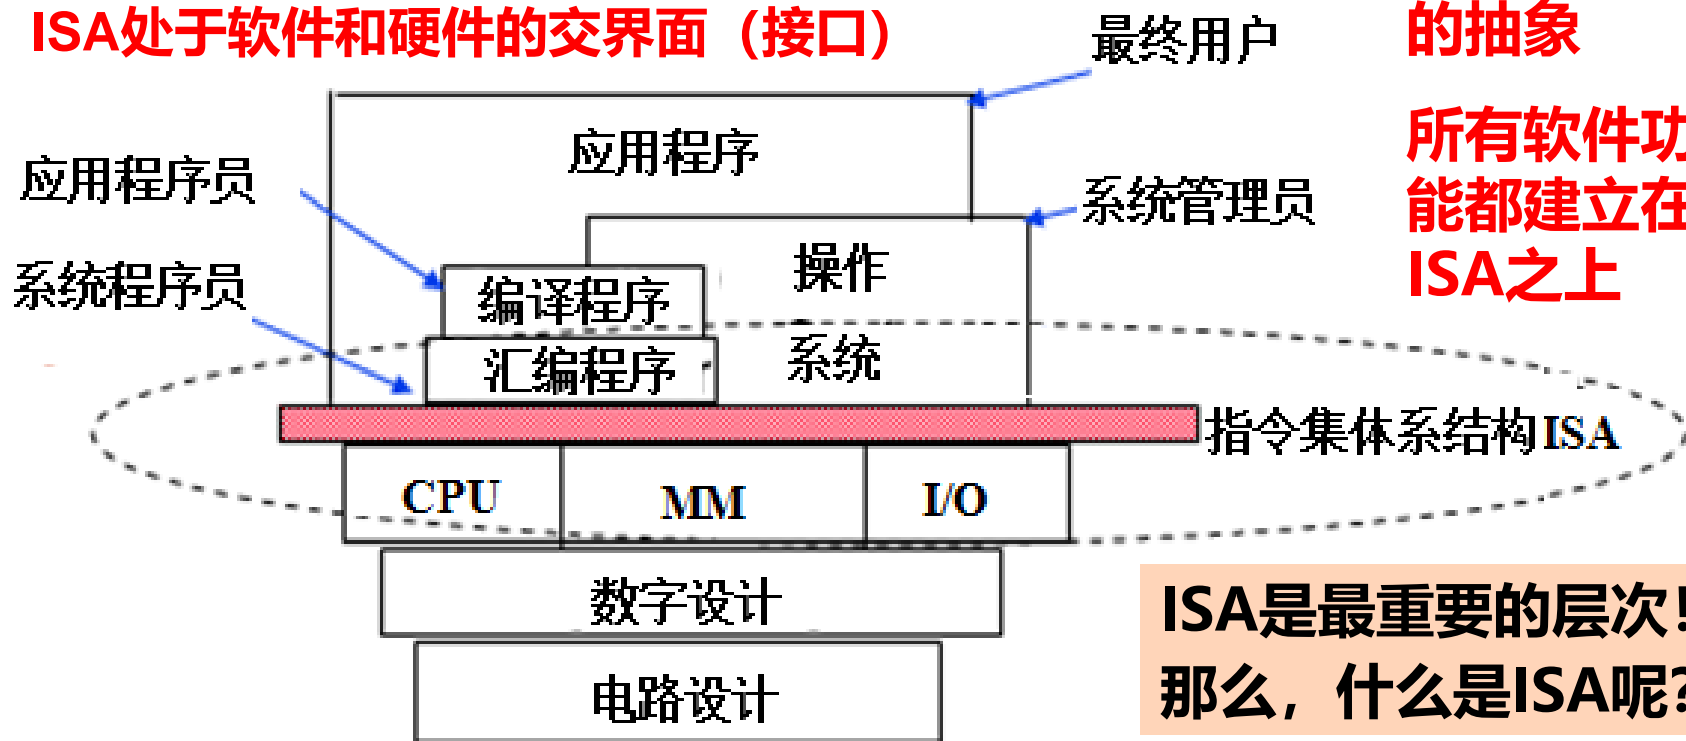 ISA处于软件和硬件的交界面（接口）
最终用户
的抽象
应用程序
所有软件功
能都建立在
ISA之上
应用程序员
系统管理员
系统程序员
操作
系统
编译程序
汇编程序
指令集体系结构ISA
CPU
MM
I/O
数字设计
电路设计
ISA是最重要的层次!
那么，什么是ISA呢?